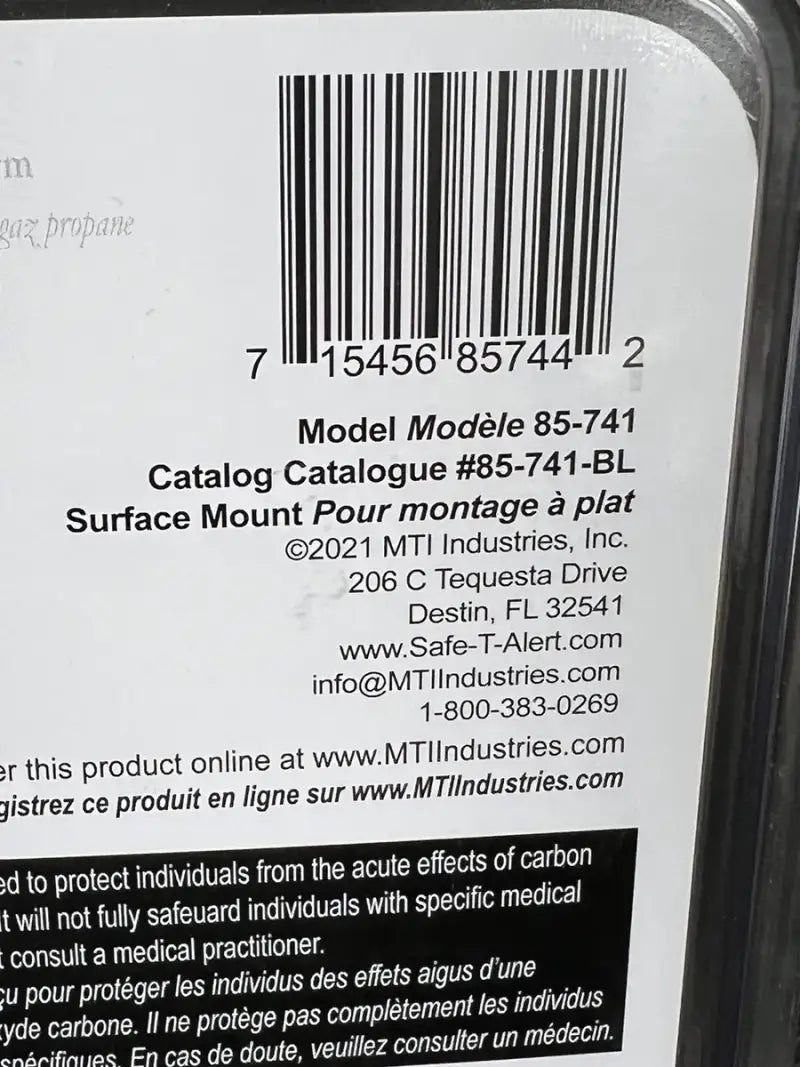 m
gaz propane
7 15456 85744 2
Model Modèle 85-741
Catalog Catalogue #85-741-BL
Surface Mount Pour montage à plat
©2021 MTI Industries, Inc.
206 C Tequesta Drive
Destin, FL 32541
www.Safe-T-Alert.com
info@MTIIndustries.com
1-800-383-0269
er this product online at www.MTIIndustries.com
gistrez ce produit en ligne sur www.MTIIndustries.com
ed to protect individuals from the acute effects of carbon
it will not fully safeuard individuals with specific medical
t consult a medical practitioner.
çu pour protéger les individus des effets aigus d'une
xyde carbone. Il ne protège pas complètement les individus
spécifiques. En cas de doute, veuillez consulter un médecin.